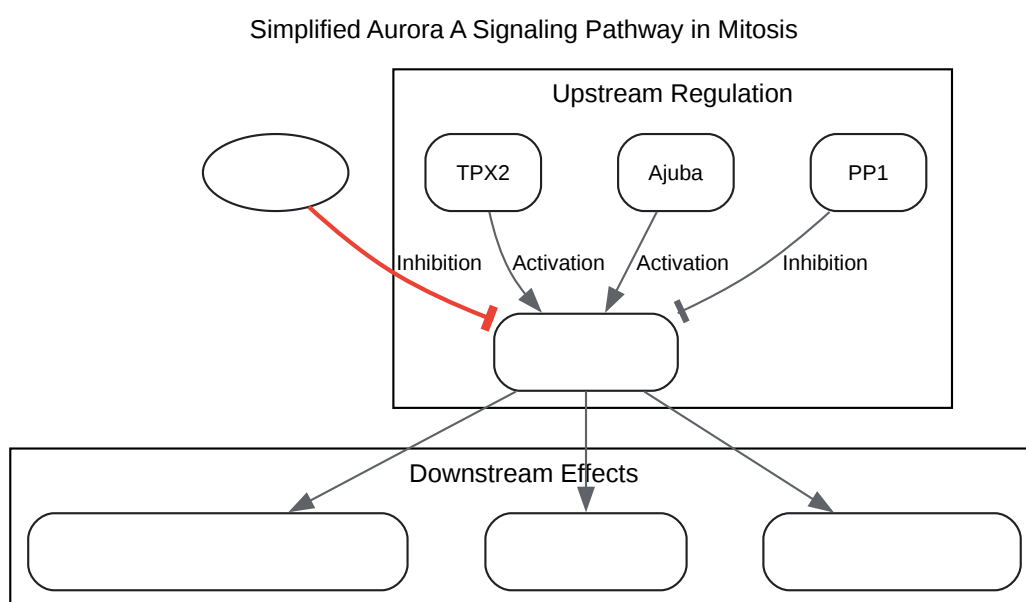 Simplified Aurora A Signaling Pathway in Mitosis
Upstream Regulation
TPX2
Ajuba
PP1
Inhibition
Activation
Activation
Inhibition
Downstream Effects